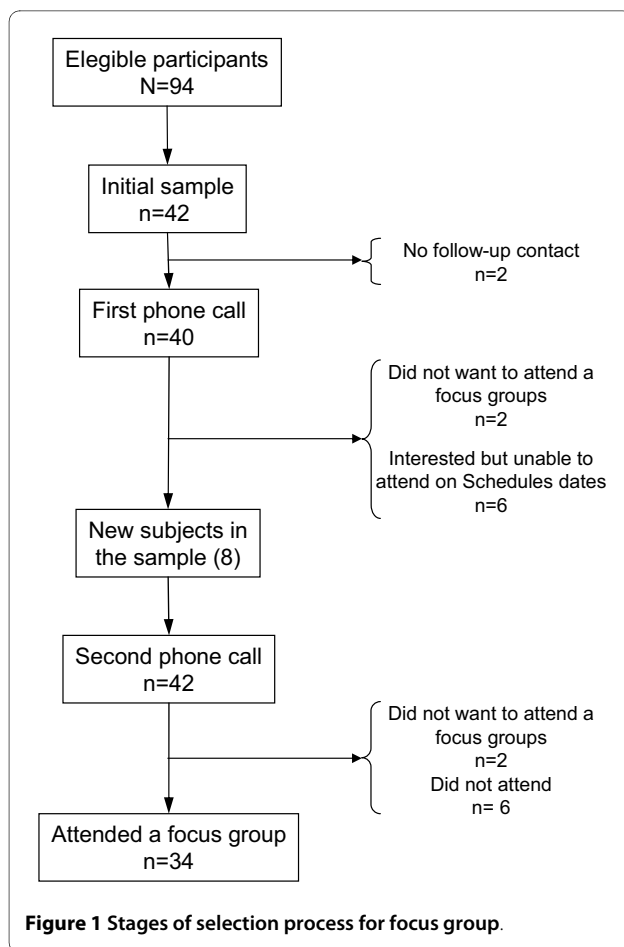 Elegible participants
N=94
Initial sample
n=42
No follow-up contact
n=2
First phone call
n=40
Did not want to attend a
focus groups
n=2
Interested but unable to
attend on Schedules dates
n=6
New subjects in
the sample (8)
Second phone call
n=42
Did not want to attend a
focus groups
n=2
Did not attend
n= 6
Attended a focus group
n=34
Figure 1 Stages of selection process for focus group.